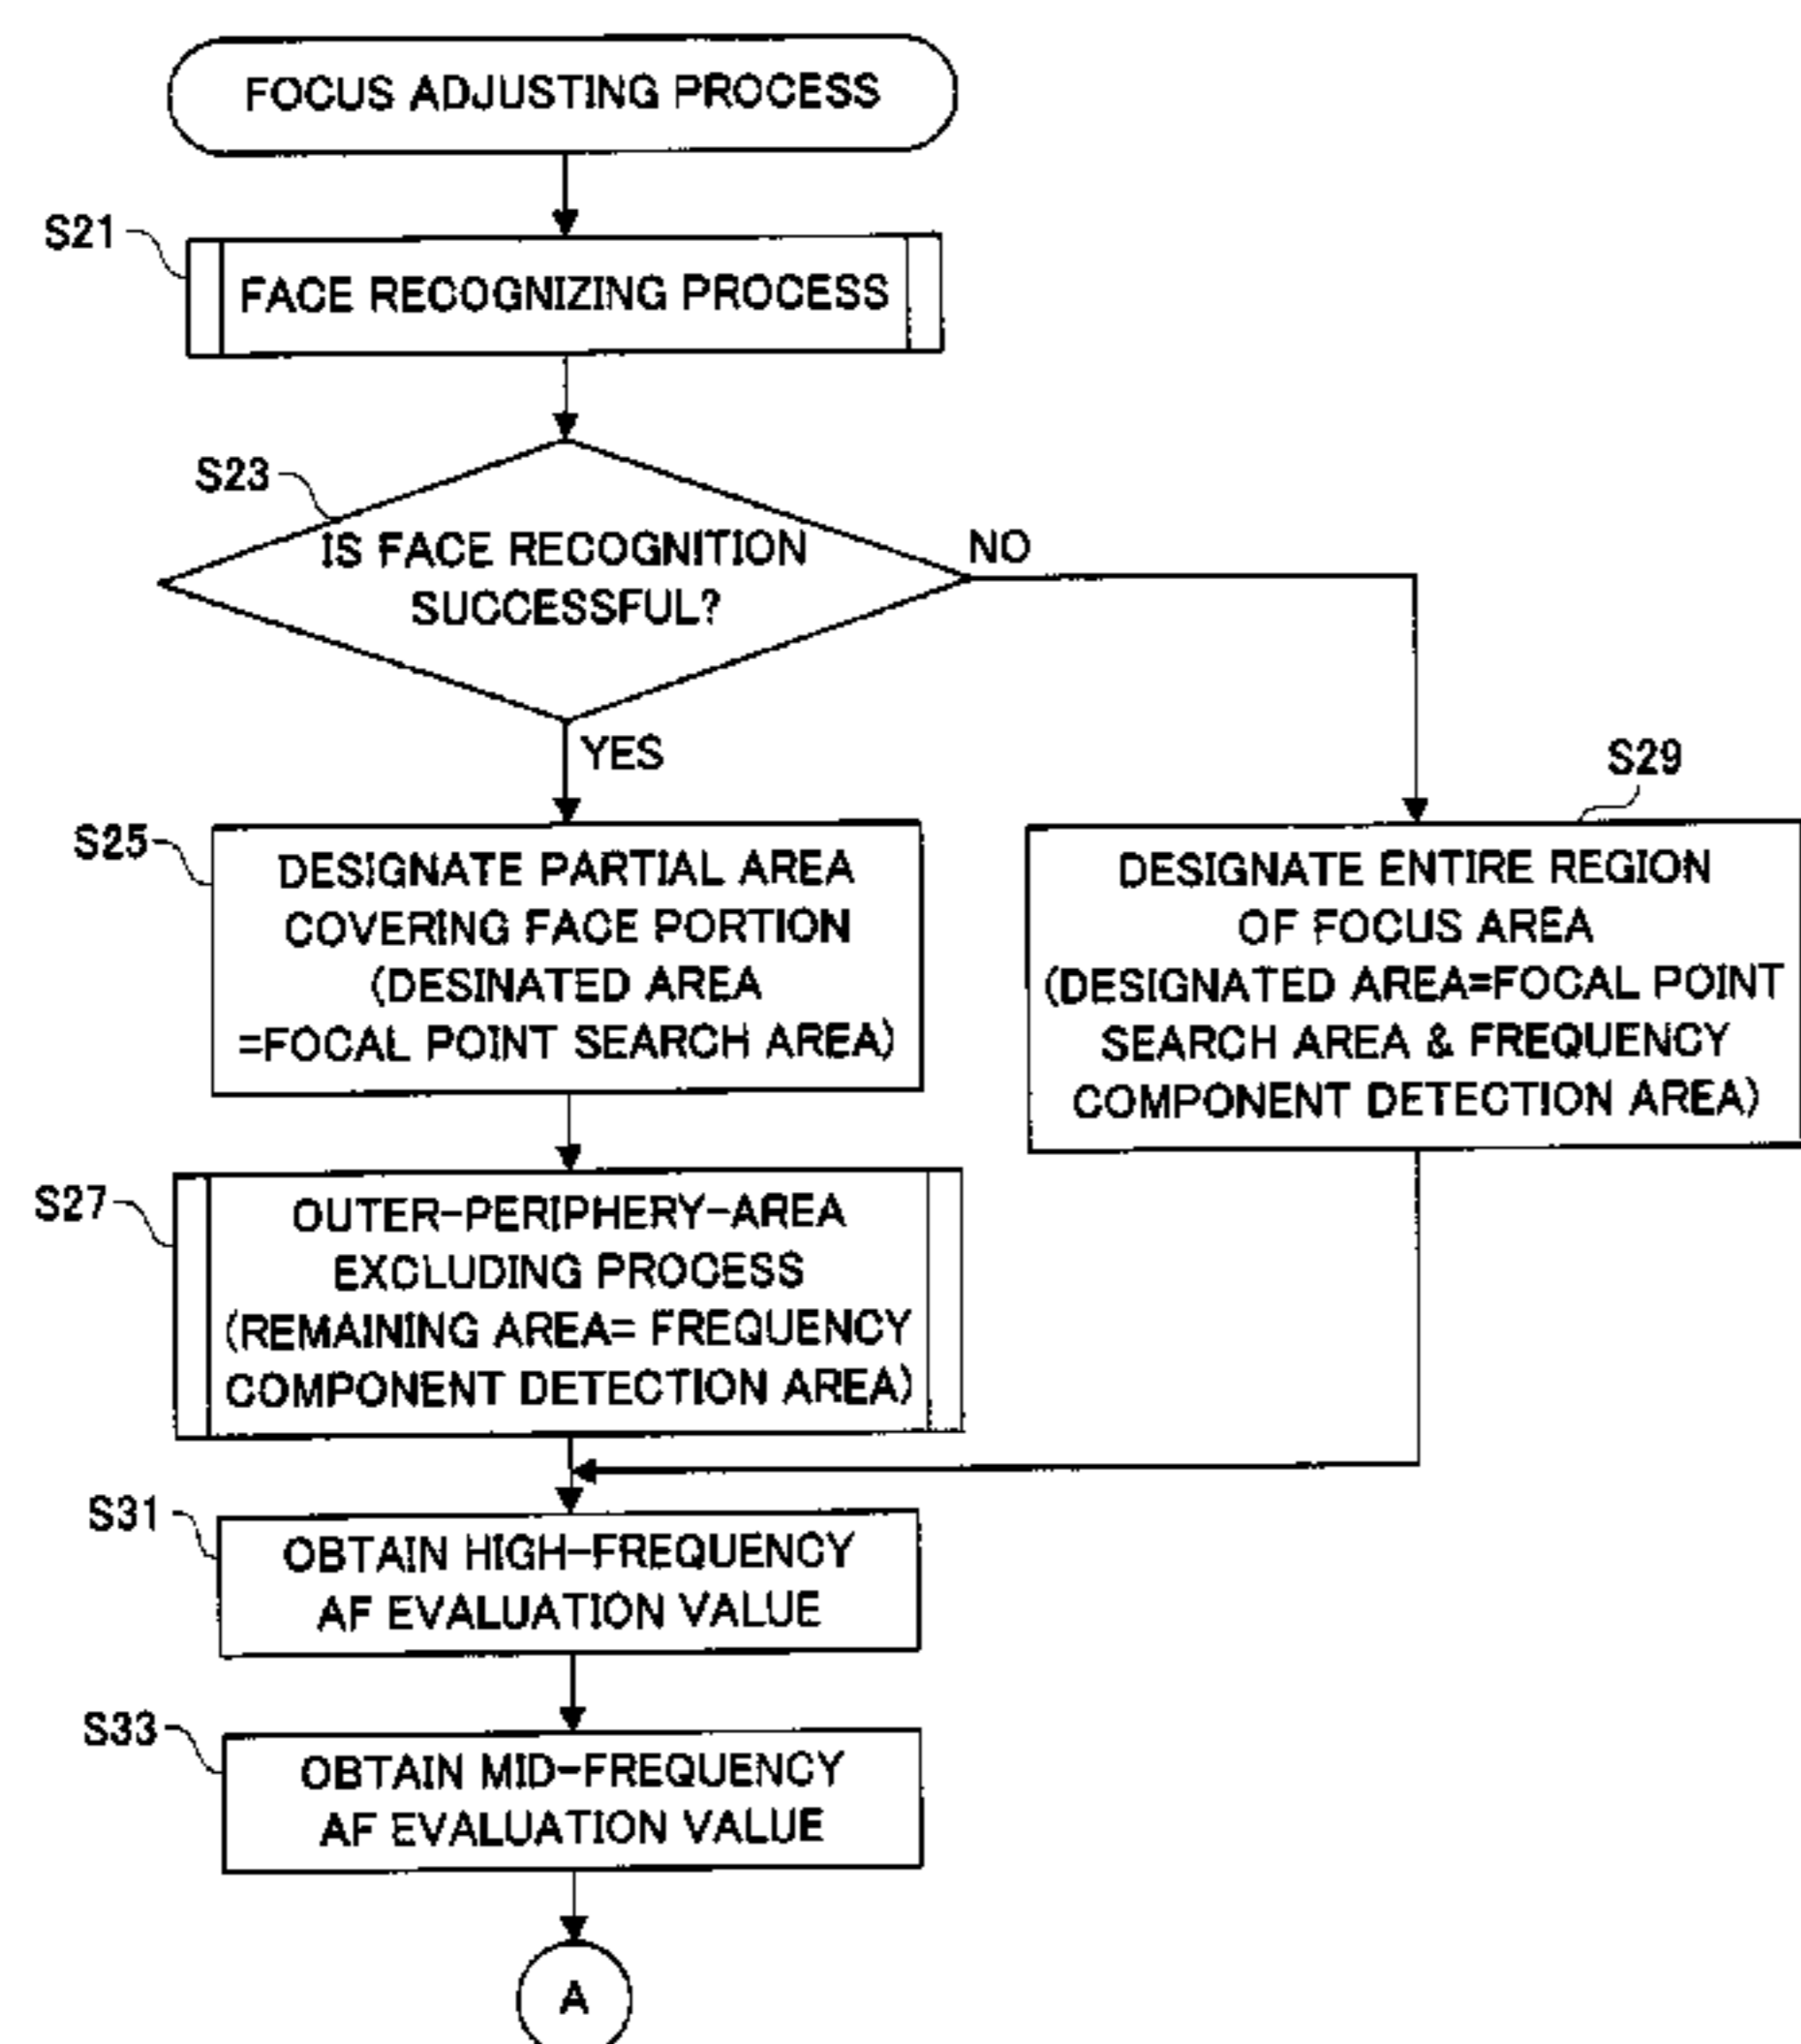 FOCUS ADJUSTING PROCESS
S21
FACE RECOGNIZING PROCESS
S23
IS FACE RECOGNITION
SUCCESSFUL?
NO
YES
S25
DESIGNATE PARTIAL AREA
COVERING FACE PORTION
(DESINATED AREA
=FOCAL POINT SEARCH AREA)
S29
DESIGNATE ENTIRE REGION
OF FOCUS AREA
(DESIGNATED AREA=FOCAL POINT
SEARCH AREA & FREQUENCY
COMPONENT DETECTION AREA)
S27
OUTER-PERIPHERY-AREA
EXCLUDING PROCESS
(REMAINING AREA= FREQUENCY
COMPONENT DETECTION AREA)
S31
OBTAIN HIGH-FREQUENCY
AF EVALUATION VALUE
S33
OBTAIN MID-FREQUENCY
AF EVALUATION VALUE
A